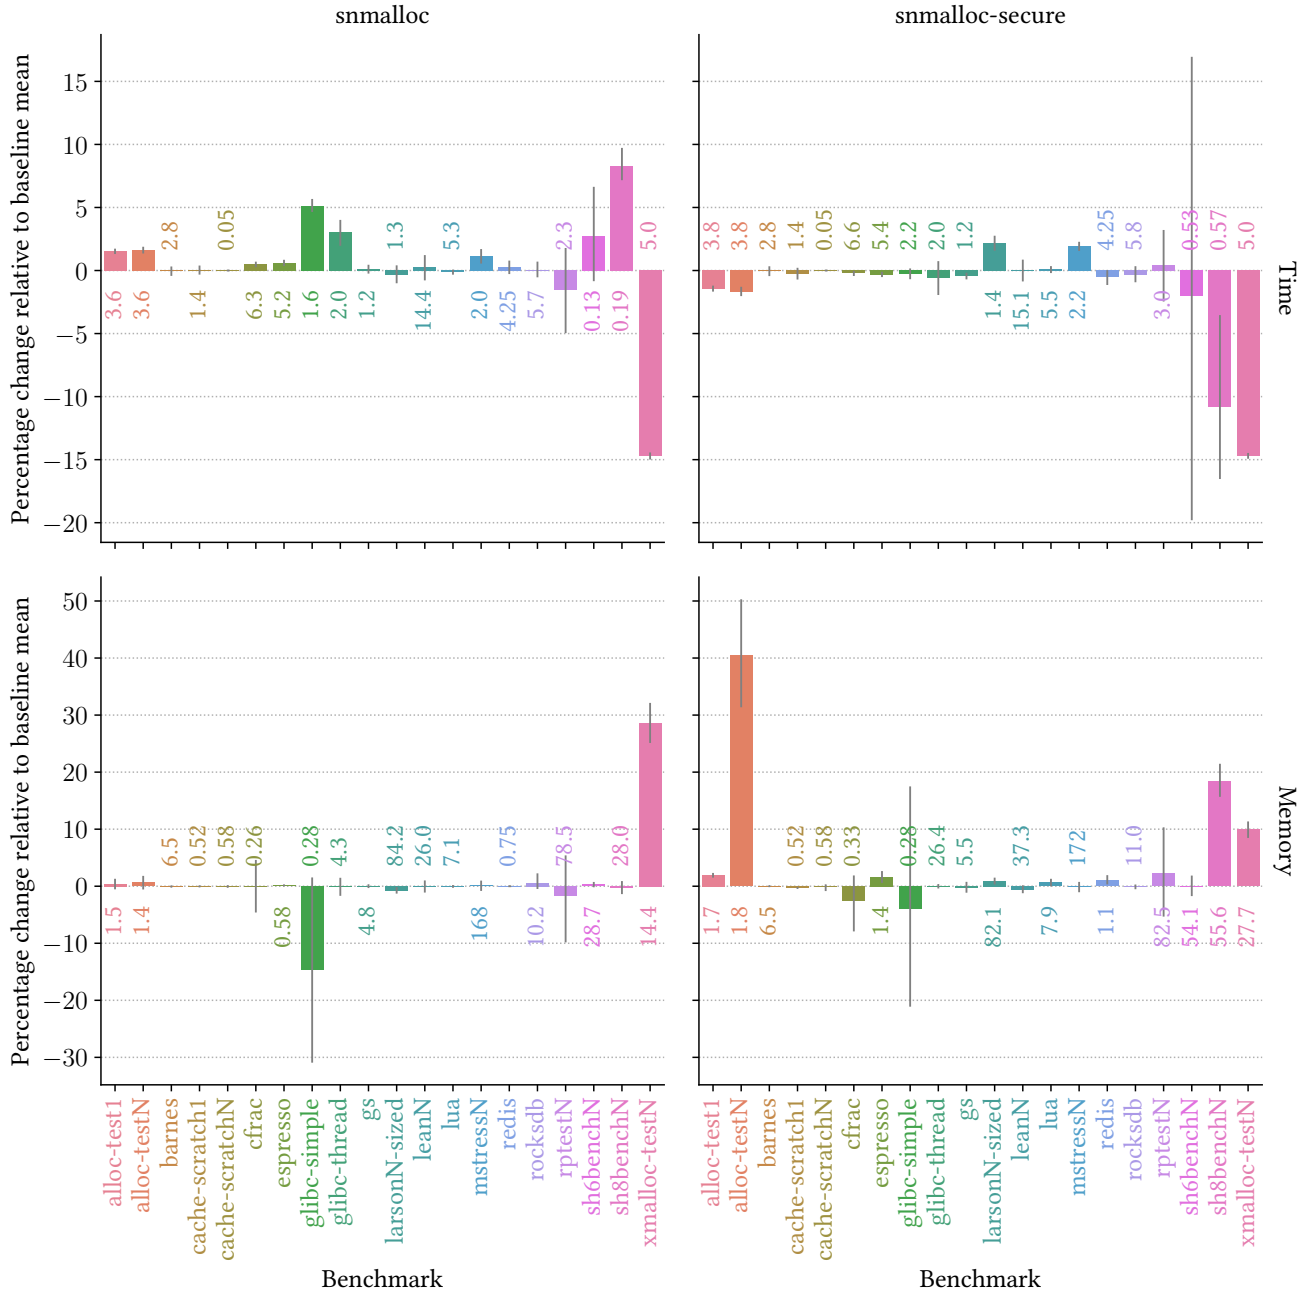 snmalloc
snmalloc-secure
Percentage change relative to baseline mean
15
10
5
0
−5
−10
−15
−20
3.6
3.6
2.8
1.4
0.05
6.3
5.2
1.6
2.0
1.2
1.3
14.4
5.3
2.0
4.25
5.7
2.3
0.13
0.19
5.0
3.8
3.8
2.8
1.4
0.05
6.6
5.4
2.2
2.0
1.2
1.4
15.1
5.5
2.2
4.25
5.8
3.0
0.53
0.57
5.0
Time
Percentage change relative to baseline mean
50
40
30
20
10
0
−10
−20
−30
1.5
1.4
6.5
0.52
0.58
0.26
0.58
0.28
4.3
4.8
84.2
26.0
7.1
168
0.75
10.2
78.5
28.7
28.0
14.4
1.7
1.8
6.5
0.52
0.58
0.33
1.4
0.28
26.4
5.5
82.1
37.3
7.9
172
1.1
11.0
82.5
54.1
55.6
27.7
Memory
alloc-test1
alloc-testN
barnes
cache-scratch1
cache-scratchN
cfrac
espresso
glibc-simple
glibc-thread
gs
larsonN-sized
leanN
lua
mstressN
redis
rocksdb
rptestN
sh6benchN
sh8benchN
xmalloc-testN
alloc-test1
alloc-testN
barnes
cache-scratch1
cache-scratchN
cfrac
espresso
glibc-simple
glibc-thread
gs
larsonN-sized
leanN
lua
mstressN
redis
rocksdb
rptestN
sh6benchN
sh8benchN
xmalloc-testN
Benchmark
Benchmark